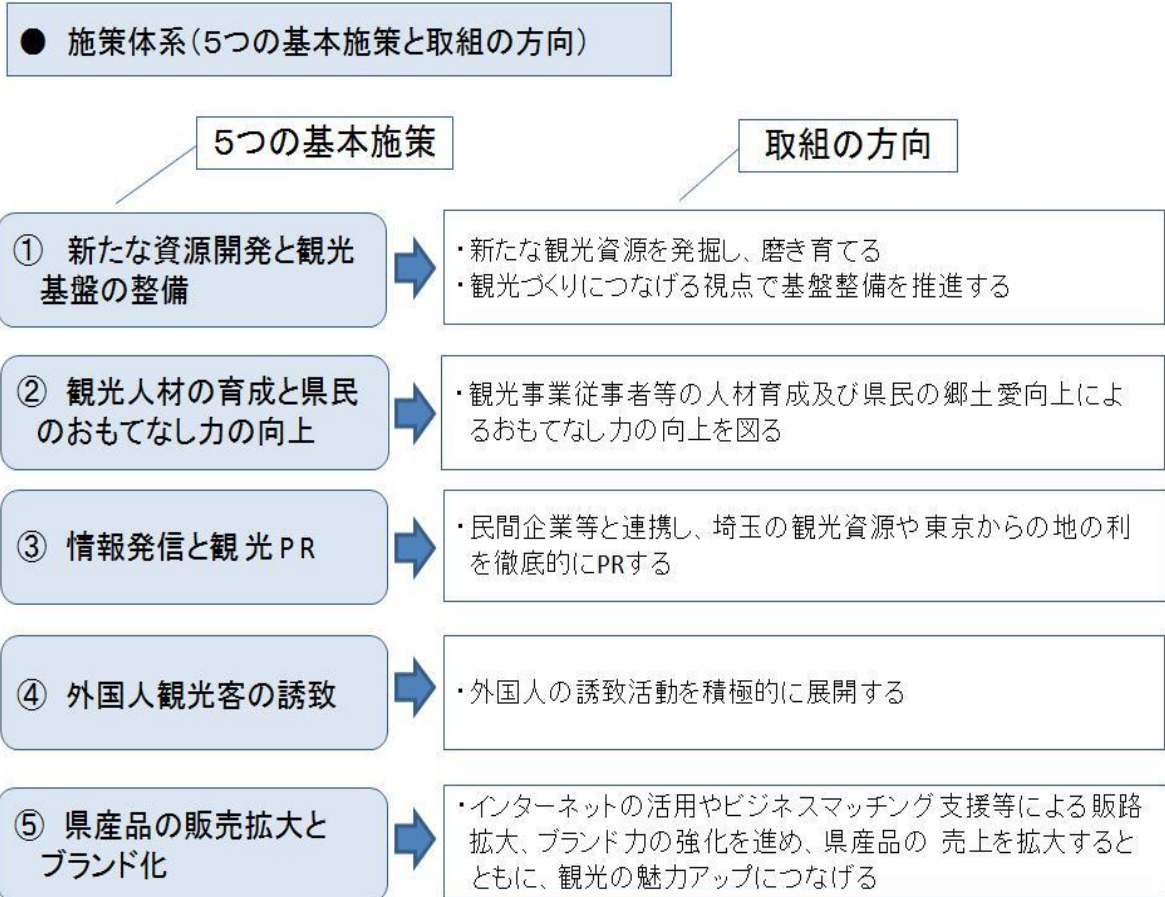 ● 施策体系（5つの基本施策と取組の方向）
5つの基本施策
取組の方向
① 新たな資源開発と観光
基盤の整備
・新たな観光資源を発掘し、磨き育てる
・観光づくりにつなげる視点で基盤整備を推進する
② 観光人材の育成と県民
のおもてなし力の向上
・観光事業従事者等の人材育成及び県民の郷土愛向上によ
るおもてなし力の向上を図る
③ 情報発信と観光PR
・民間企業等と連携し、埼玉の観光資源や東京からの地の利
を徹底的にPRする
④ 外国人観光客の誘致
・外国人の誘致活動を積極的に展開する
⑤ 県産品の販売拡大と
ブランド化
・インターネットの活用やビジネスマッチング支援等による販路
拡大、ブランド力の強化を進め、県産品の 売上を拡大すると
ともに、観光の魅力アップにつなげる